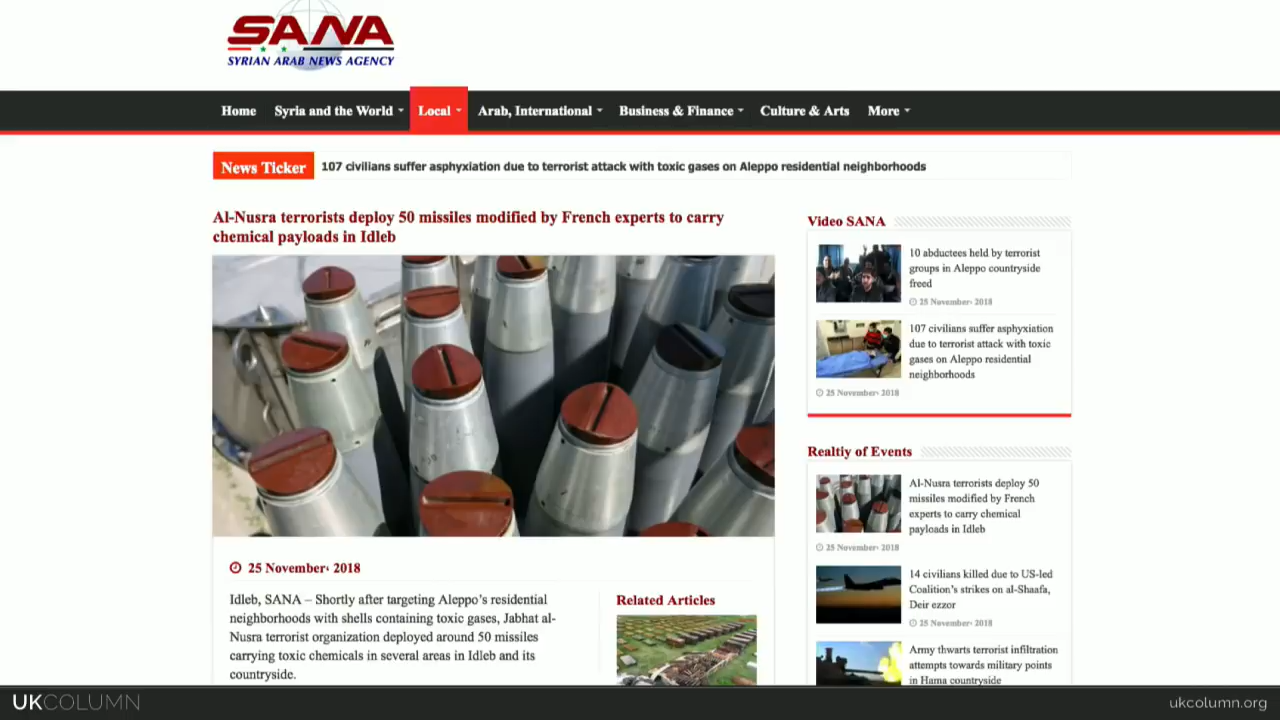 SANA
SYRIAN ARAB NEWS AGENCY
Home
Syria and the World
Local
Arab, International
Business & Finance
Culture & Arts
More
News Ticker
107 civilians suffer asphyxiation due to terrorist attack with toxic gases on Aleppo residential neighborhoods
Al-Nusra terrorists deploy 50 missiles modified by French experts to carry
chemical payloads in Idleb
25 November، 2018
Idleb, SANA – Shortly after targeting Aleppo's residential
neighborhoods with shells containing toxic gases, Jabhat al-
Nusra terrorist organization deployed around 50 missiles
carrying toxic chemicals in several areas in Idleb and its
countryside.
Related Articles
Video SANA
10 abductees held by terrorist
groups in Aleppo countryside
freed
25 November، 2018
107 civilians suffer asphyxiation
due to terrorist attack with toxic
gases on Aleppo residential
neighborhoods
25 November، 2018
Realtiy of Events
Al-Nusra terrorists deploy 50
missiles modified by French
experts to carry chemical
payloads in Idleb
25 November، 2018
14 civilians killed due to US-led
Coalition's strikes on al-Shaafa,
Deir ezzor
25 November، 2018
Army thwarts terrorist infiltration
attempts towards military points
in Hama countryside
UKCOLUMN
ukcolumn.org